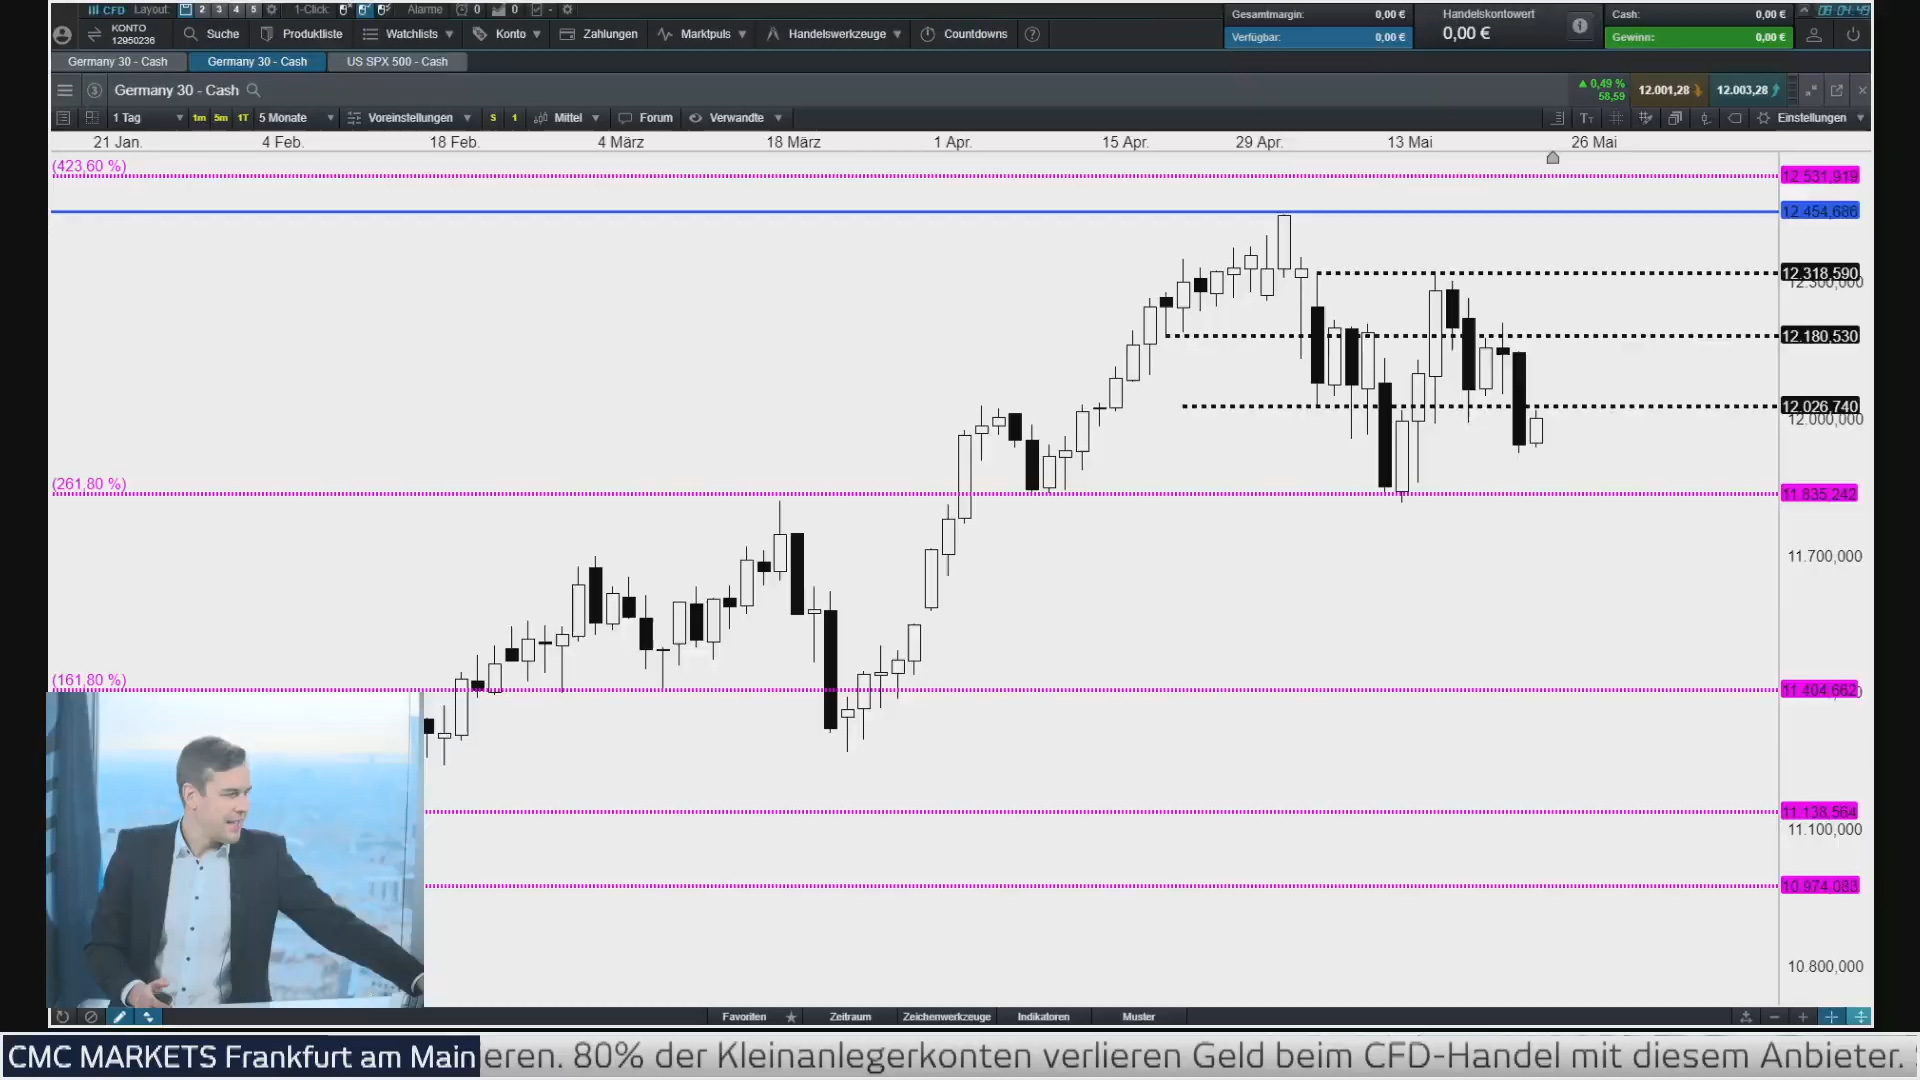 CFD Layout: 2 3 4 5 1-Click: Alarme 0 0 -
Gesamtmargin: 0,00 €
Verfügbar: 0,00 €
Handelskontowert
0,00 €
Cash: 0,00 €
Gewinn: 0,00 €
08:04:49
KONTO
12950236
Suche Produktliste Watchlists Konto Zahlungen Marktpuls Handelswerkzeuge Countdowns
Germany 30 - Cash Germany 30 - Cash US SPX 500 - Cash
3 Germany 30 - Cash
0,49 %
58,59
12.001,28 12.003,28
1 Tag 1m 5m 1T 5 Monate Voreinstellungen S 1 Mittel Forum Verwandte Einstellungen
21 Jan. 4 Feb. 18 Feb. 4 März 18 März 1 Apr. 15 Apr. 29 Apr. 13 Mai 26 Mai
(423,60 %)
12.531,919
12.454,686
12.318,590
12.300,000
12.180,530
12.026,740
12.000,000
(261,80 %)
11.835,242
11.700,000
(161,80 %)
11.404,662
11.138,564
11.100,000
10.974,083
10.800,000
Favoriten Zeitraum Zeichenwerkzeuge Indikatoren Muster
CMC MARKETS Frankfurt am Main eren. 80% der Kleinanlegerkonten verlieren Geld beim CFD-Handel mit diesem Anbieter.